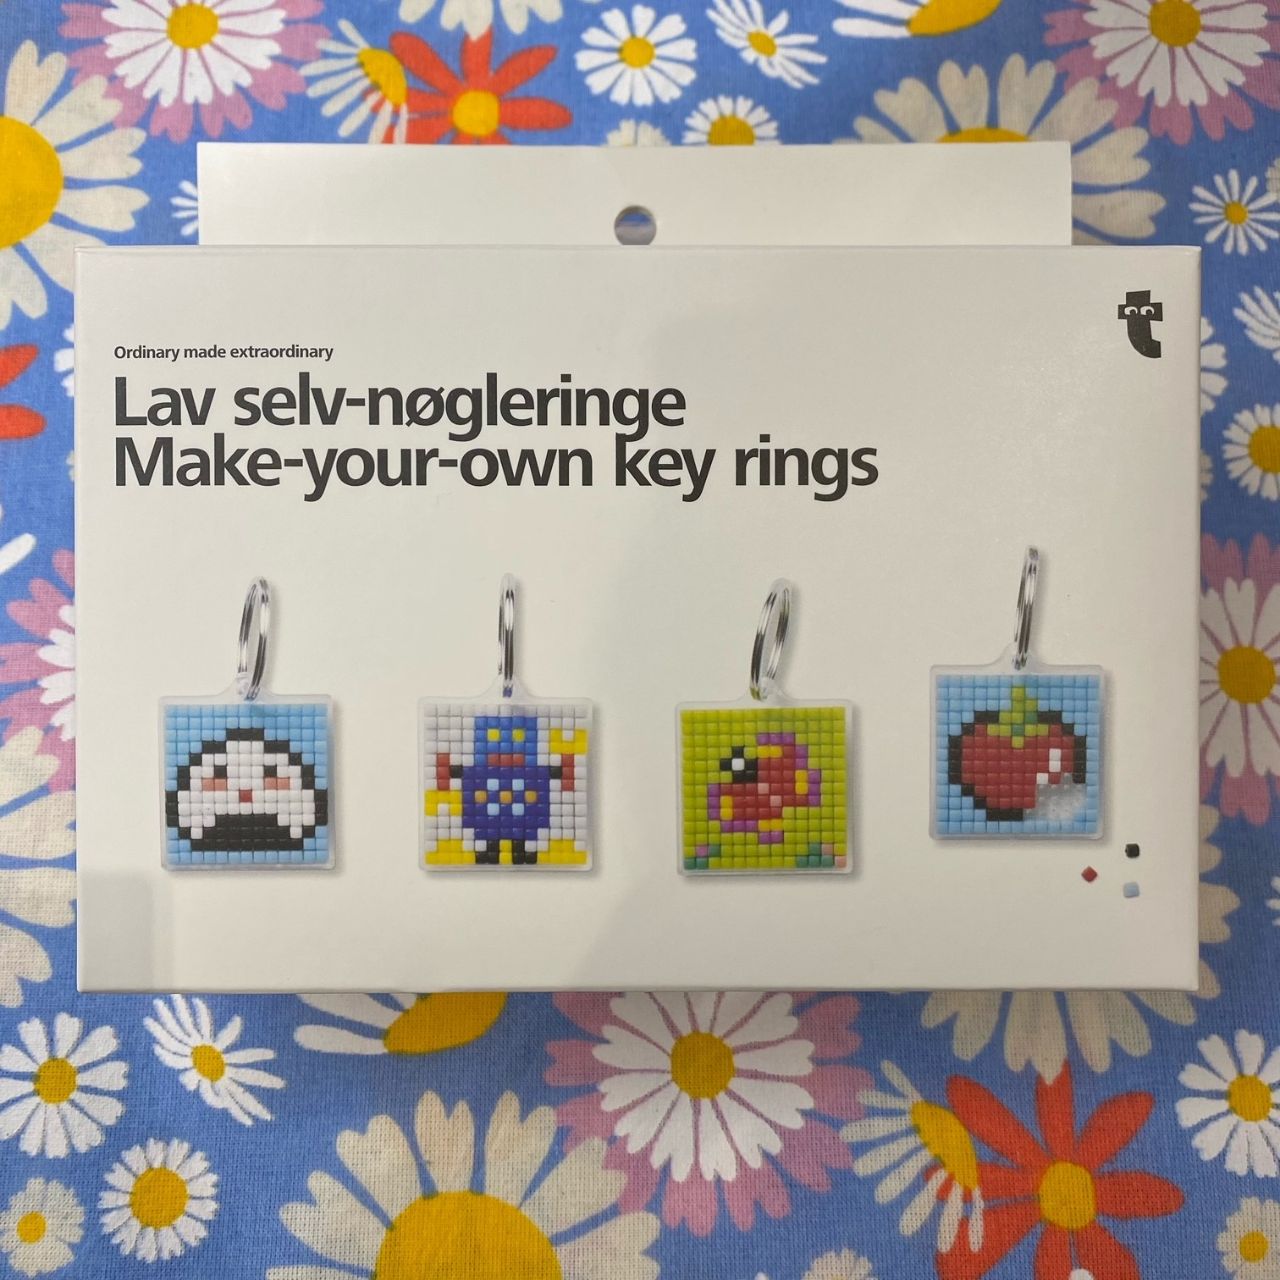 Ordinary made extraordinary
Lav selv-nøgleringe
Make-your-own key rings